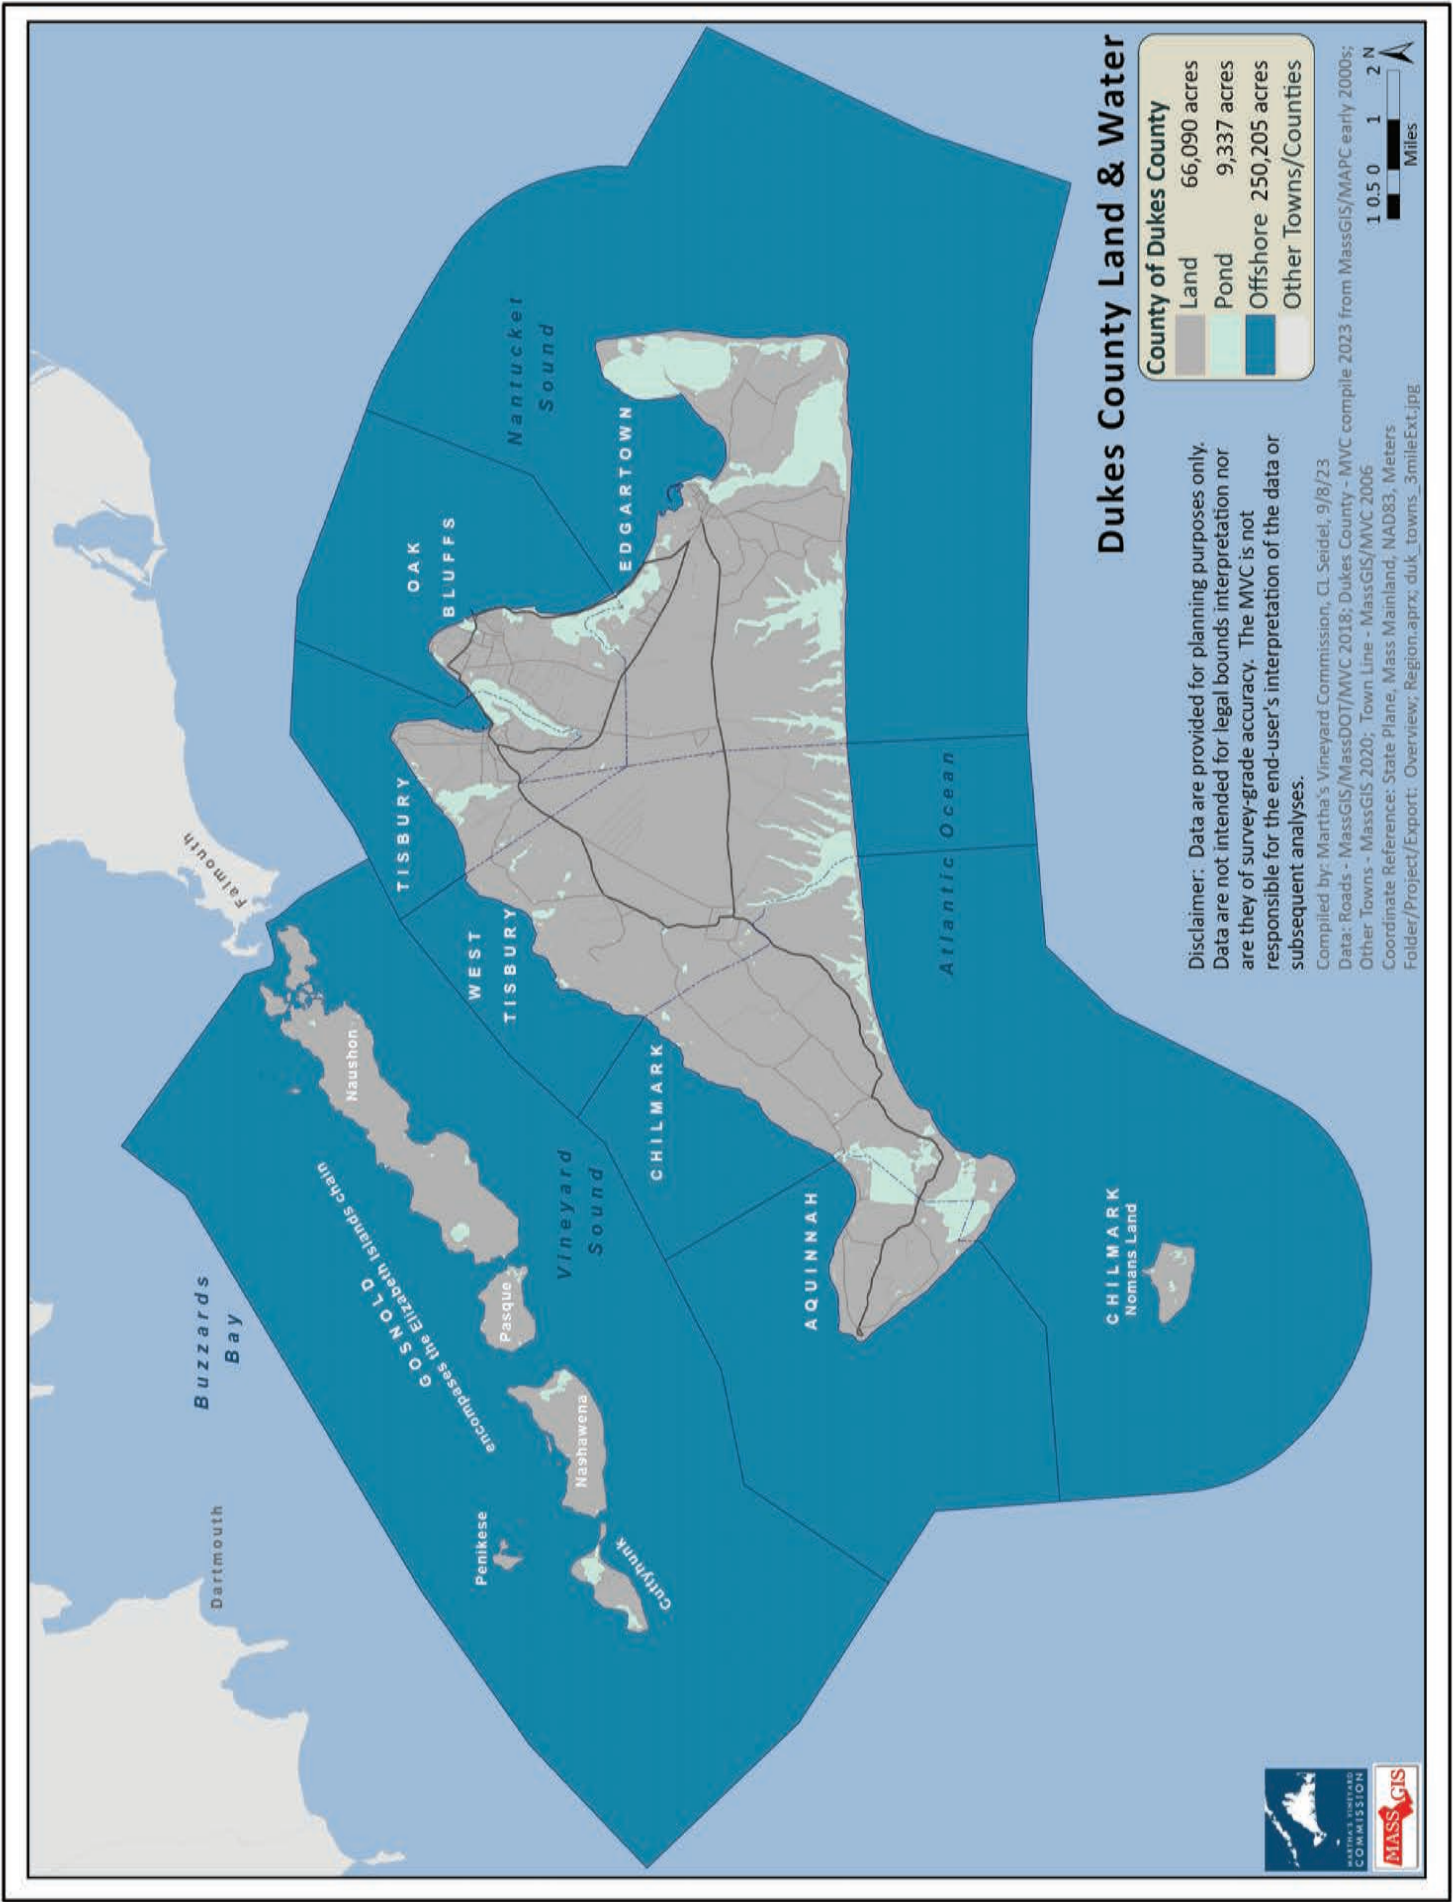 Buzzards
Bay
Dartmouth
Falmouth
GOSNOLD
encompases the Elizabeth Islands chain
Naushon
Pasque
Nashawena
Penikese
Cuttyhunk
Vineyard
Sound
Nantucket
Sound
OAK
BLUFFS
TISBURY
EDGARTOWN
WEST
TISBURY
CHILMARK
AQUINNAH
Atlantic Ocean
CHILMARK
Nomans Land
Dukes County Land & Water
County of Dukes County
Land 66,090 acres
Pond 9,337 acres
Offshore 250,205 acres
Other Towns/Counties
Disclaimer: Data are provided for planning purposes only.
Data are not intended for legal bounds interpretation nor
are they of survey-grade accuracy. The MVC is not
responsible for the end-user's interpretation of the data or
subsequent analyses.
Compiled by: Martha's Vineyard Commission, CL Seidel, 9/8/23
Data: Roads - MassGIS/MassDOT/MVC 2018; Dukes County - MVC compile 2023 from MassGIS/MAPC early 2000s;
Other Towns - MassGIS 2020; Town Line - MassGIS/MVC 2006
Coordinate Reference: State Plane, Mass Mainland, NAD83, Meters
Folder/Project/Export: Overview; Region.aprx; duk_towns_3mileExt.jpg
1 0.5 0 1 2 N
Miles
MARTHA'S VINEYARD
COMMISSION
MASSGIS